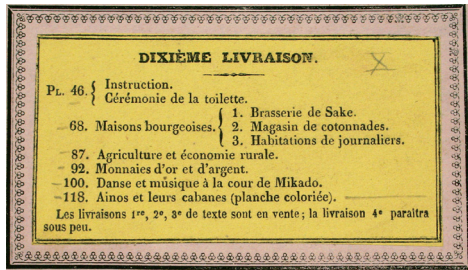 DIXIÈME LIVRAISON.
PL. 46. { Instruction.
Cérémonie de la toilette.
1. Brasserie de Sake.
68. Maisons bourgeoises. { 2. Magasin de cotonnades.
3. Habitations de journaliers.
87. Agriculture et économie rurale.
92. Monnaies d'or et d'argent.
100. Danse et músique à la cour de Mikado.
118. Ainos et leurs cabanes (planche coloriée).
Les livraisons 1re, 2e, 3e de texte sont en vente ; la livraison 4e paraîtra
sous peu.